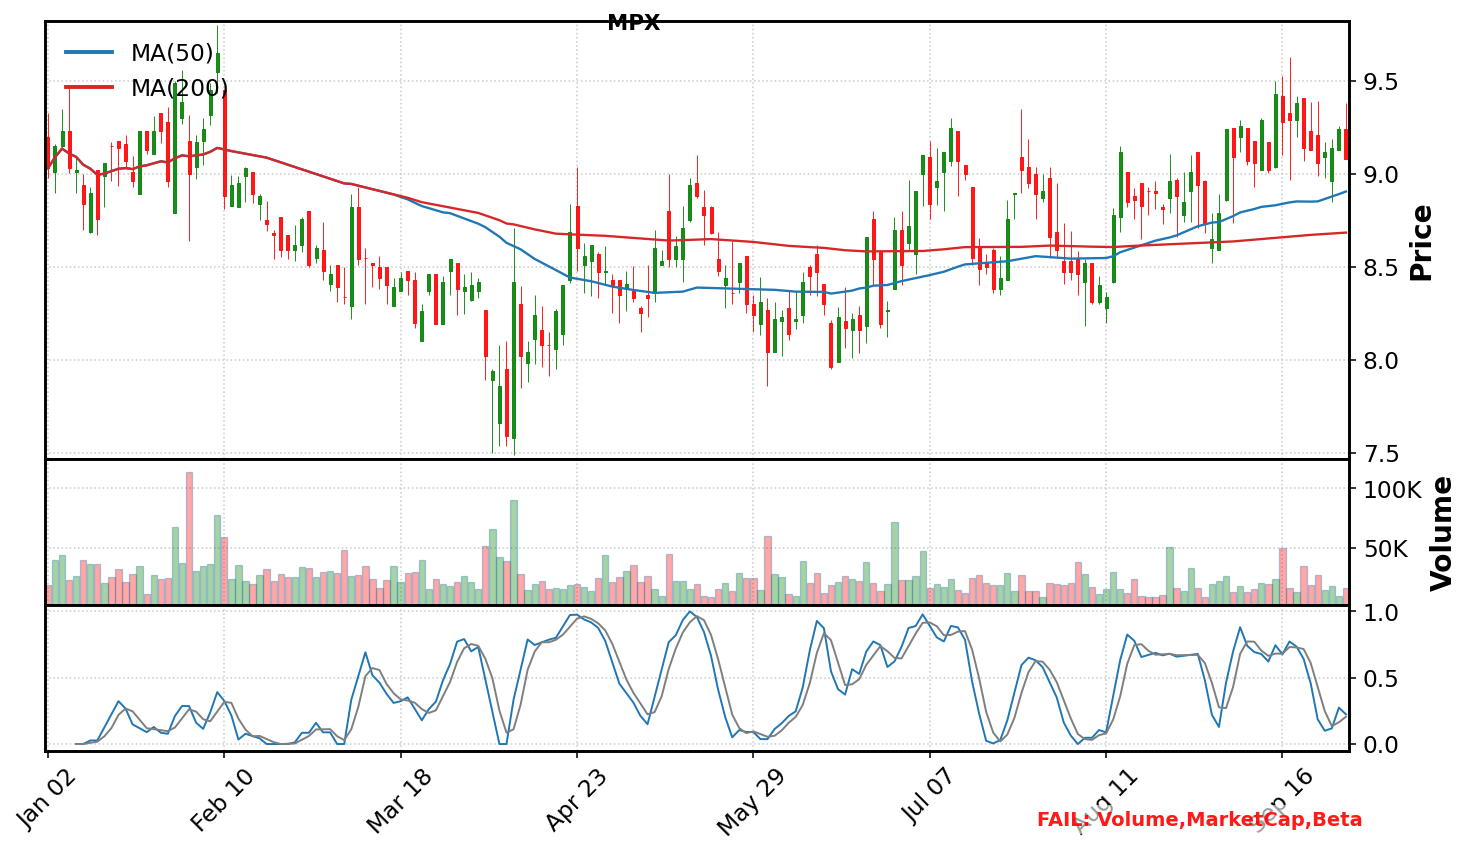 MPX
MA(50)
MA(200)
9.5
9.0
8.5
8.0
7.5
Price
100K
50K
Volume
1.0
0.5
0.0
Jan 02
Feb 10
Mar 18
Apr 23
May 29
Jul 07
Aug 11
Sep 16
FAIL: Volume,MarketCap,Beta